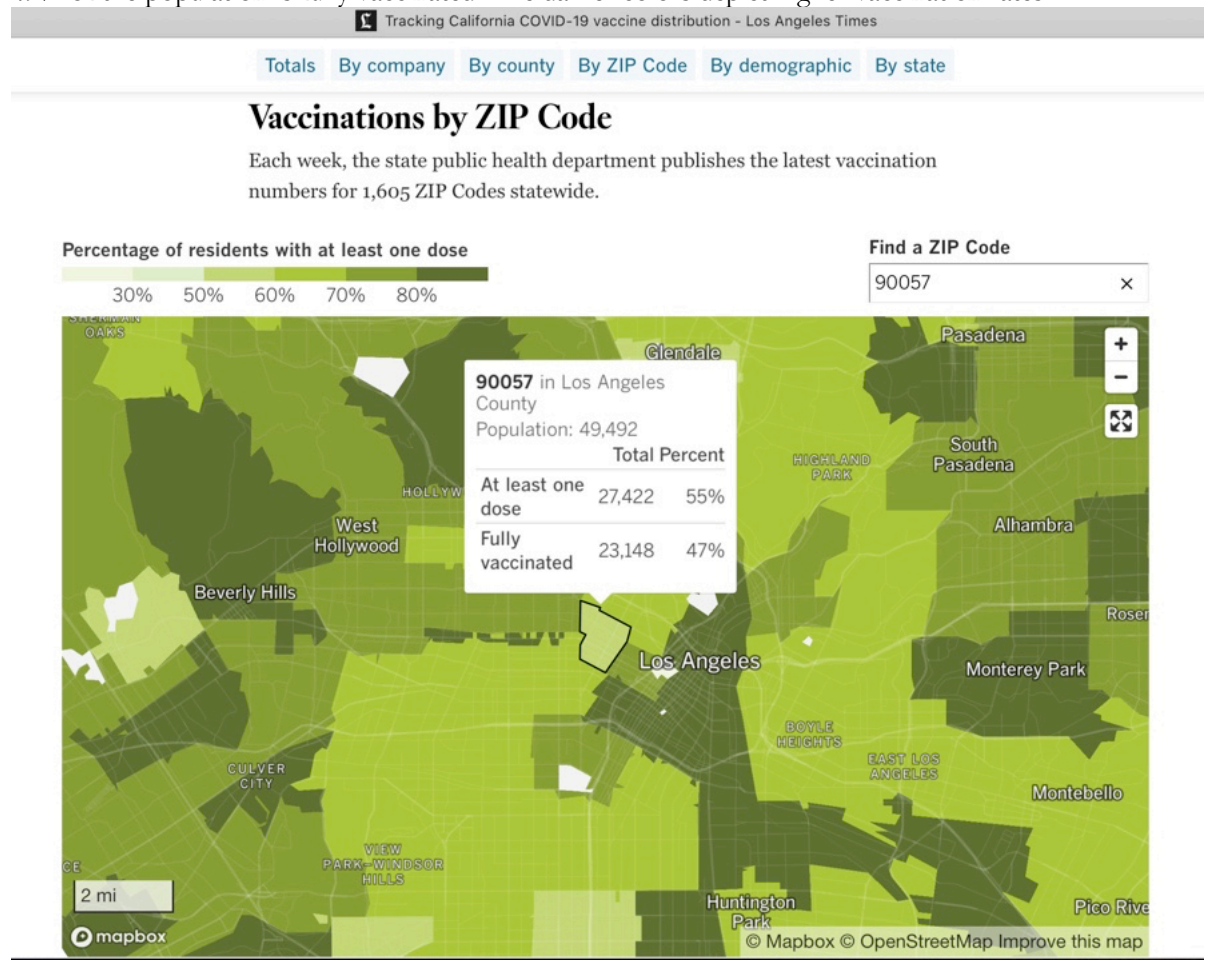 Tracking California COVID-19 vaccine distribution - Los Angeles Times
Totals By company By county By ZIP Code By demographic By state
Vaccinations by ZIP Code
Each week, the state public health department publishes the latest vaccination
numbers for 1,605 ZIP Codes statewide.
Percentage of residents with at least one dose
30% 50% 60% 70% 80%
Find a ZIP Code
90057 ×
SHERMAN
OAKS
Glendale
Pasadena
+
−
90057 in Los Angeles
County
Population: 49,492
Total Percent
At least one
dose 27,422 55%
Fully
vaccinated 23,148 47%
HIGHLAND
PARK
South
Pasadena
HOLLYW
West
Hollywood
Alhambra
Beverly Hills
Roser
Los Angeles
Monterey Park
BOYLE
HEIGHTS
EAST LOS
ANGELES
CULVER
CITY
Montebello
VIEW
PARK-WINDSOR
HILLS
CE
2 mi
Huntington
Park
Pico Rive
mapbox
© Mapbox © OpenStreetMap Improve this map